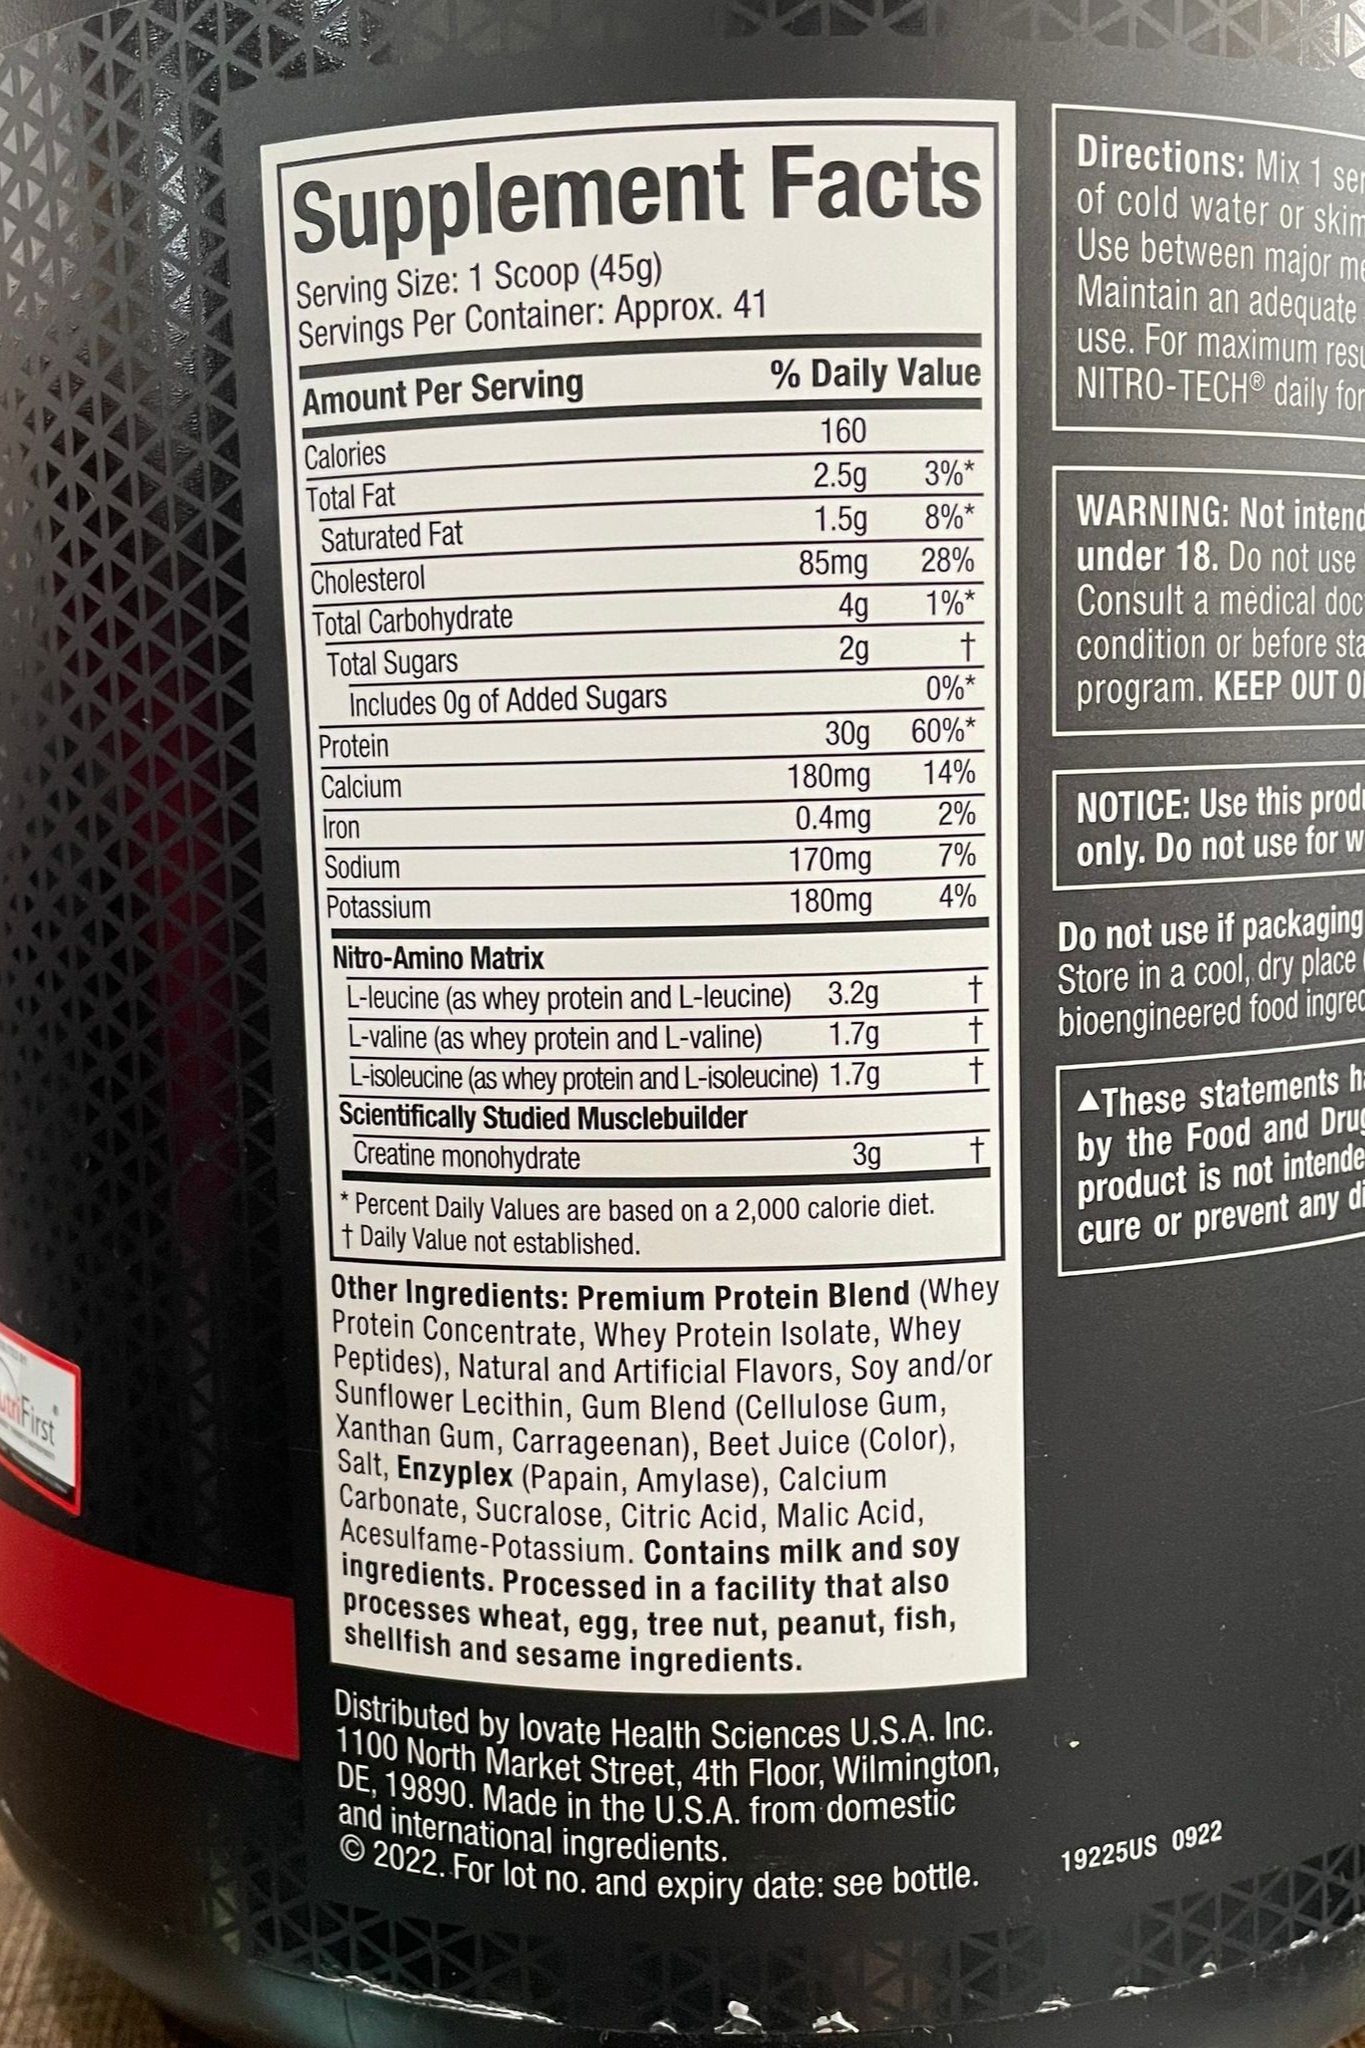 Supplement Facts
Serving Size: 1 Scoop (45g)
Servings Per Container: Approx. 41
Amount Per Serving % Daily Value
Calories 160
Total Fat 2.5g 3%*
Saturated Fat 1.5g 8%*
Cholesterol 85mg 28%
Total Carbohydrate 4g 1%*
Total Sugars 2g †
Includes 0g of Added Sugars 0%*
Protein 30g 60%*
Calcium 180mg 14%
Iron 0.4mg 2%
Sodium 170mg 7%
Potassium 180mg 4%
Nitro-Amino Matrix
L-leucine (as whey protein and L-leucine) 3.2g †
L-valine (as whey protein and L-valine) 1.7g †
L-isoleucine (as whey protein and L-isoleucine) 1.7g †
Scientifically Studied Musclebuilder
Creatine monohydrate 3g †
* Percent Daily Values are based on a 2,000 calorie diet.
† Daily Value not established.
Other Ingredients: Premium Protein Blend (Whey
Protein Concentrate, Whey Protein Isolate, Whey
Peptides), Natural and Artificial Flavors, Soy and/or
Sunflower Lecithin, Gum Blend (Cellulose Gum,
Xanthan Gum, Carrageenan), Beet Juice (Color),
Salt, Enzyplex (Papain, Amylase), Calcium
Carbonate, Sucralose, Citric Acid, Malic Acid,
Acesulfame-Potassium. Contains milk and soy
ingredients. Processed in a facility that also
processes wheat, egg, tree nut, peanut, fish,
shellfish and sesame ingredients.
Distributed by Iovate Health Sciences U.S.A. Inc.
1100 North Market Street, 4th Floor, Wilmington,
DE, 19890. Made in the U.S.A. from domestic
and international ingredients.
© 2022. For lot no. and expiry date: see bottle.
Directions: Mix 1
of cold water or
Use between major
Maintain an adequate
use. For maximum
NITRO-TECH® daily for
WARNING: Not
under 18. Do not use
Consult a medical
condition or before
program. KEEP OUT
NOTICE: Use this
only. Do not use for
Do not use if packaging
Store in a cool, dry place
bioengineered food
▲These statements
by the Food and
product is not
cure or prevent any
19225US 0922